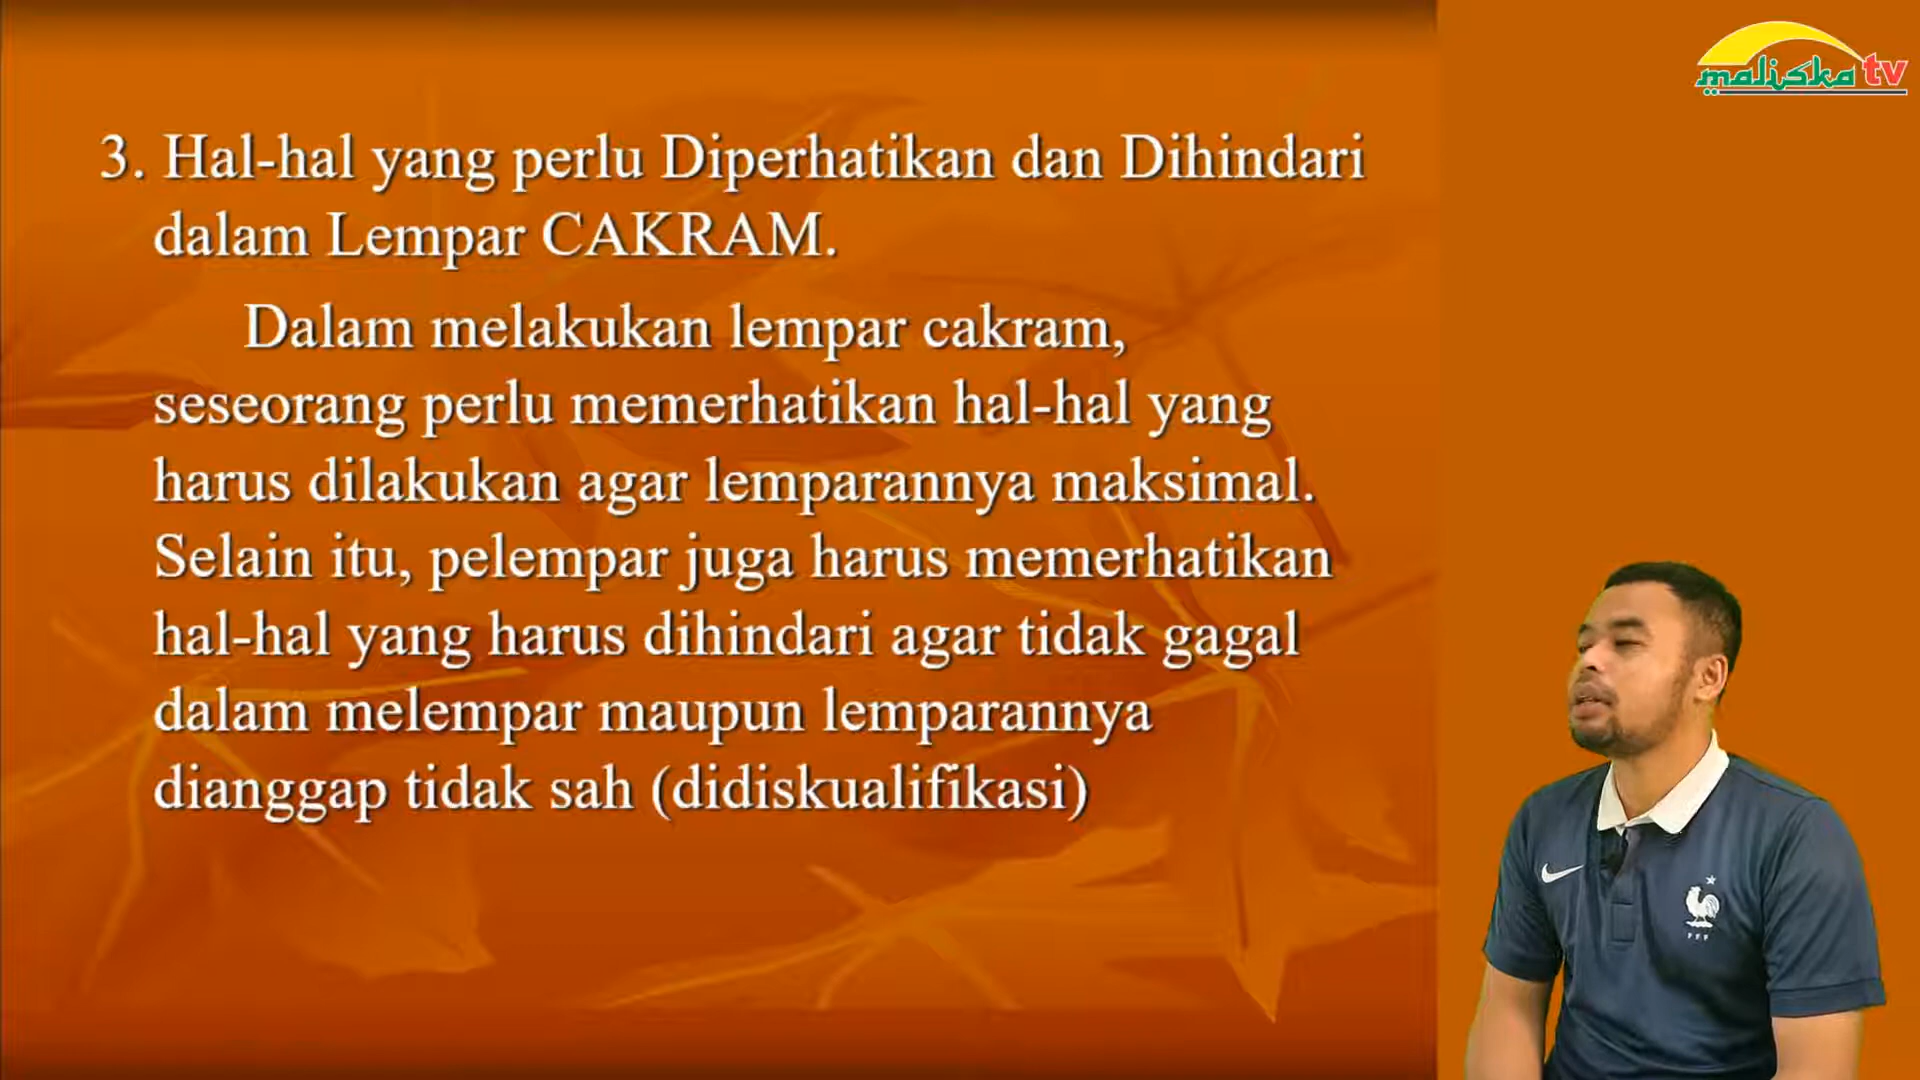 maliska tv
3. Hal-hal yang perlu Diperhatikan dan Dihindari
dalam Lempar CAKRAM.
Dalam melakukan lempar cakram,
seseorang perlu memerhatikan hal-hal yang
harus dilakukan agar lemparannya maksimal.
Selain itu, pelempar juga harus memerhatikan
hal-hal yang harus dihindari agar tidak gagal
dalam melempar maupun lemparannya
dianggap tidak sah (didiskualifikasi)
FFF